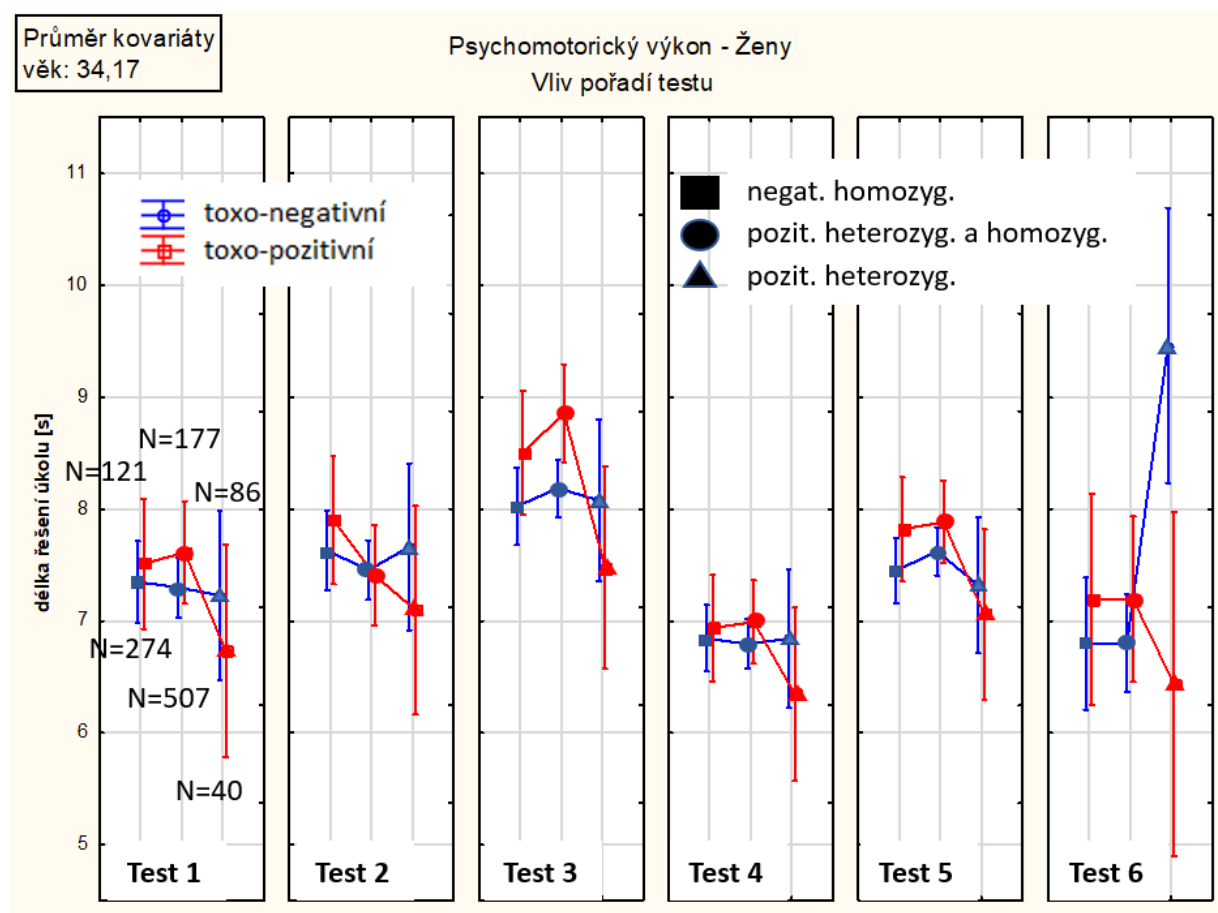 Průměr kovariáty
věk: 34,17
Psychomotorický výkon - Ženy
Vliv pořadí testu
délka řešení úkolu [s]
11
10
9
8
7
6
5
toxo-negativní
toxo-pozitivní
negat. homozyg.
pozit. heterozyg. a homozyg.
pozit. heterozyg.
N=177
N=121
N=86
N=274
N=507
N=40
Test 1
Test 2
Test 3
Test 4
Test 5
Test 6